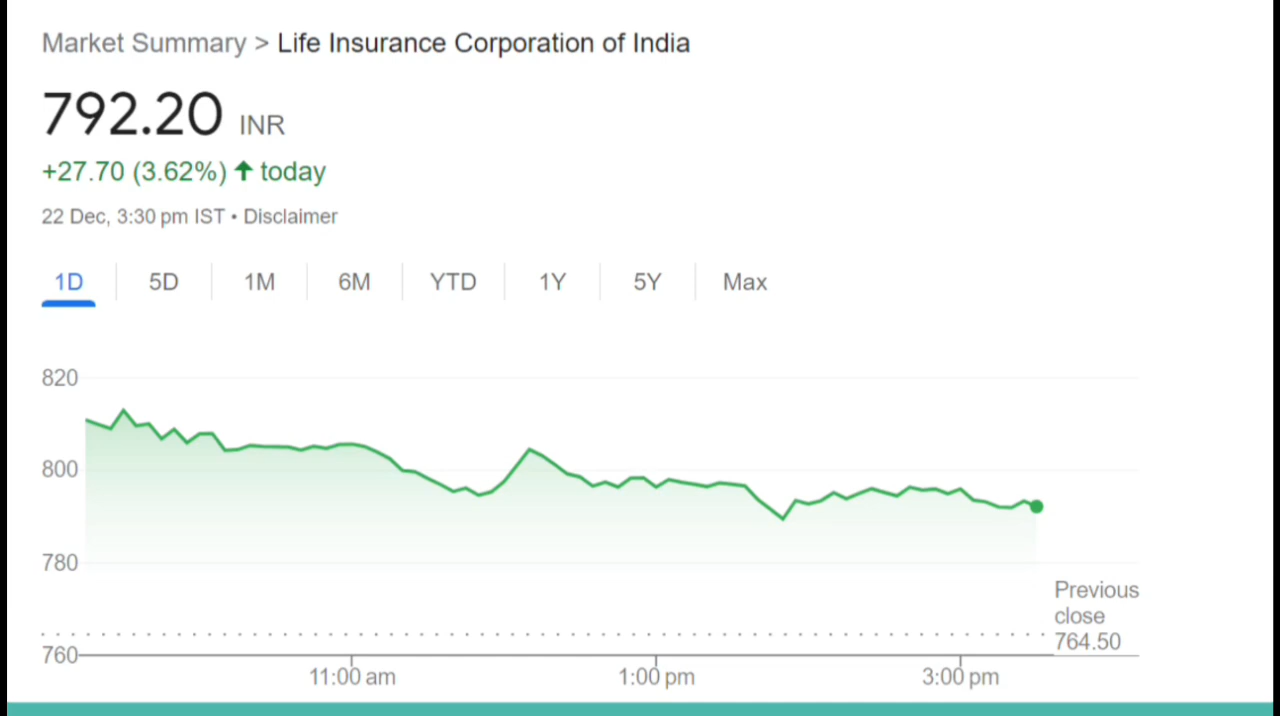 Market Summary > Life Insurance Corporation of India
792.20 INR
+27.70 (3.62%) ↑ today
22 Dec, 3:30 pm IST • Disclaimer
1D 5D 1M 6M YTD 1Y 5Y Max
820
800
780
Previous
close
764.50
760
11:00 am 1:00 pm 3:00 pm